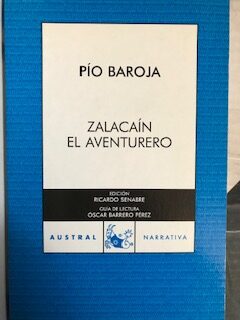 PÍO BAROJA
ZALACAÍN
EL AVENTURERO
EDICIÓN
RICARDO SENABRE
GUÍA DE LECTURA
ÓSCAR BARRERO PÉREZ
AUSTRAL NARRATIVA